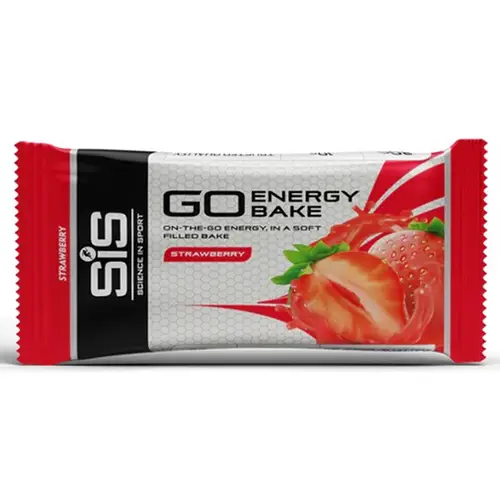 STRAWBERRY
SiS
SCIENCE IN SPORT
GO ENERGY
BAKE
ON-THE-GO ENERGY, IN A SOFT
FILLED BAKE
STRAWBERRY